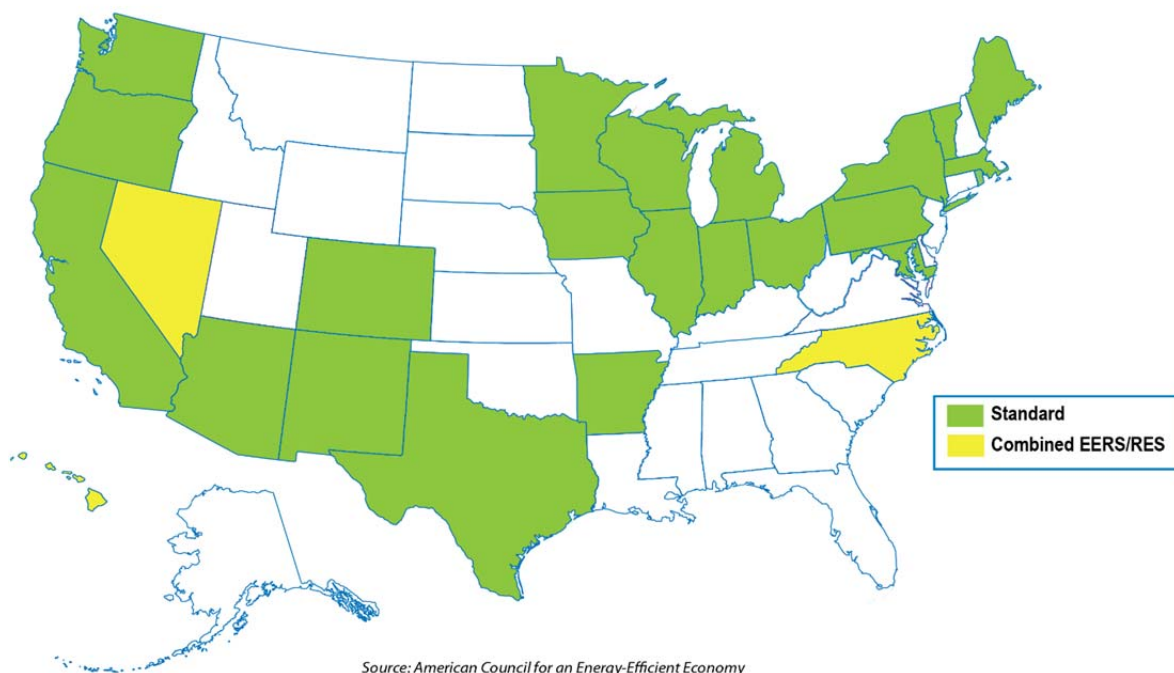 Standard
Combined EERS/RES
Source: American Council for an Energy-Efficient Economy